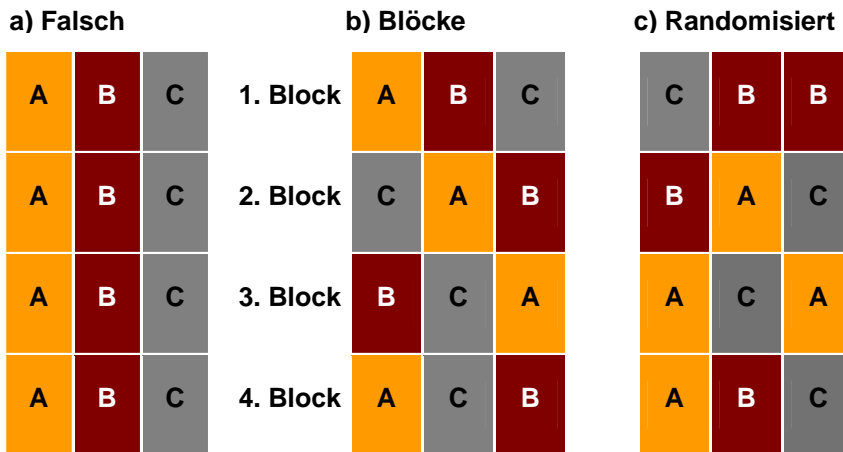 a) Falsch b) Blöcke c) Randomisiert
A B C 1. Block A B C C B B
A B C 2. Block C A B B A C
A B C 3. Block B C A A C A
A B C 4. Block A C B A B C